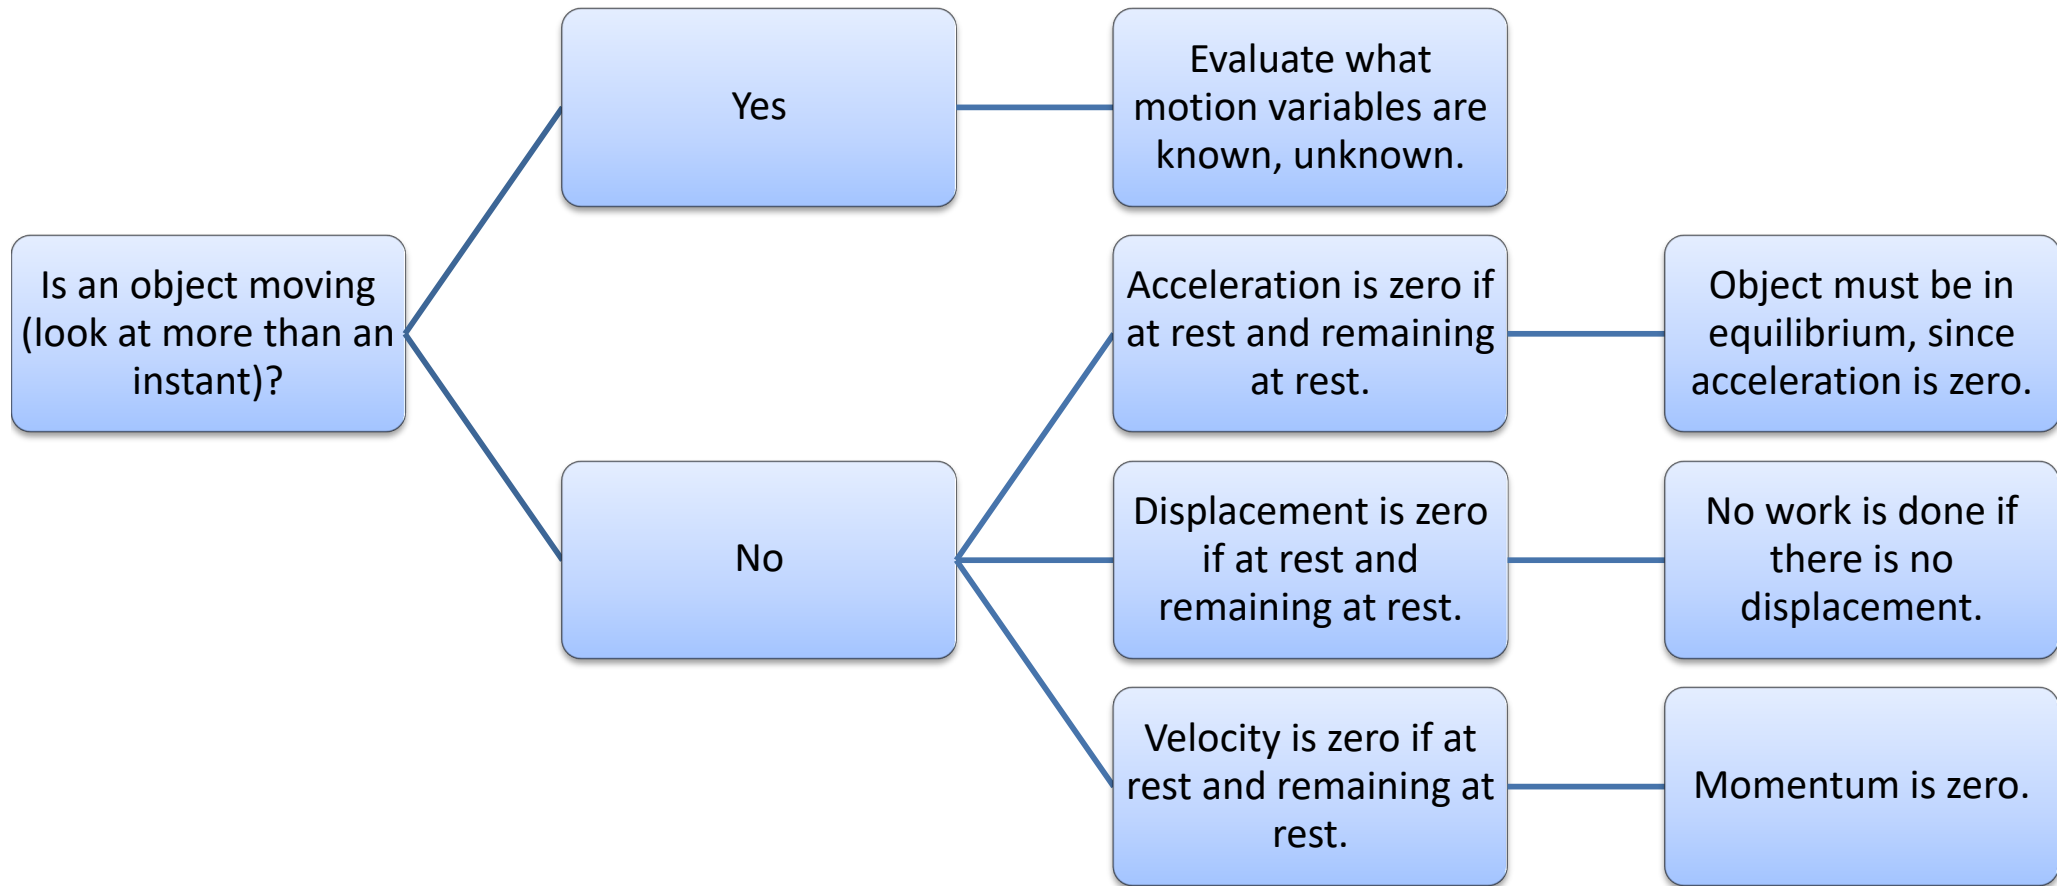 Is an object moving
(look at more than an
instant)?
Yes
Evaluate what
motion variables are
known, unknown.
No
Acceleration is zero if
at rest and remaining
at rest.
Object must be in
equilibrium, since
acceleration is zero.
Displacement is zero
if at rest and
remaining at rest.
No work is done if
there is no
displacement.
Velocity is zero if at
rest and remaining at
rest.
Momentum is zero.